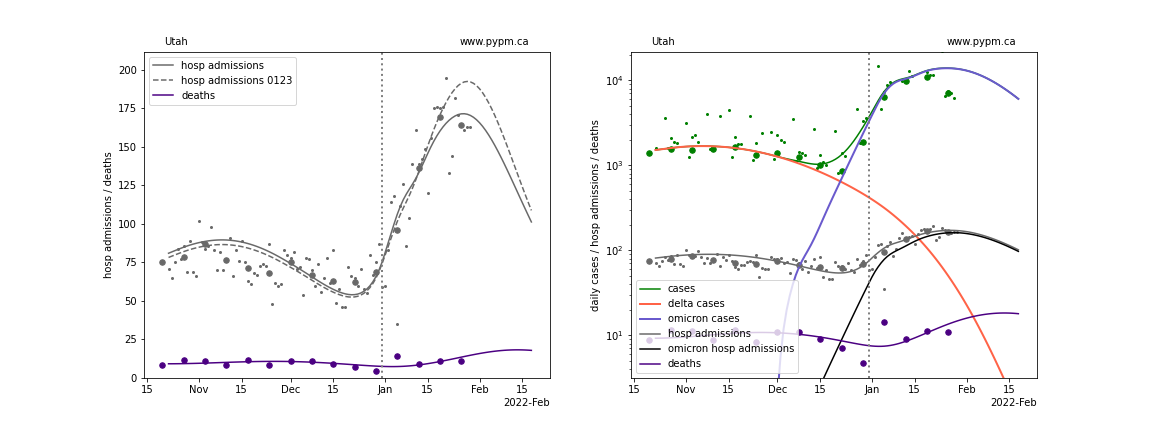 Utah
www.pypm.ca
hosp admissions
hosp admissions 0123
deaths
hosp admissions / deaths
200
175
150
125
100
75
50
25
0
15
Nov
15
Dec
15
Jan
15
Feb
15
2022-Feb
Utah
www.pypm.ca
daily cases / hosp admissions / deaths
10⁴
10³
10²
10¹
cases
delta cases
omicron cases
hosp admissions
omicron hosp admissions
deaths
15
Nov
15
Dec
15
Jan
15
Feb
15
2022-Feb